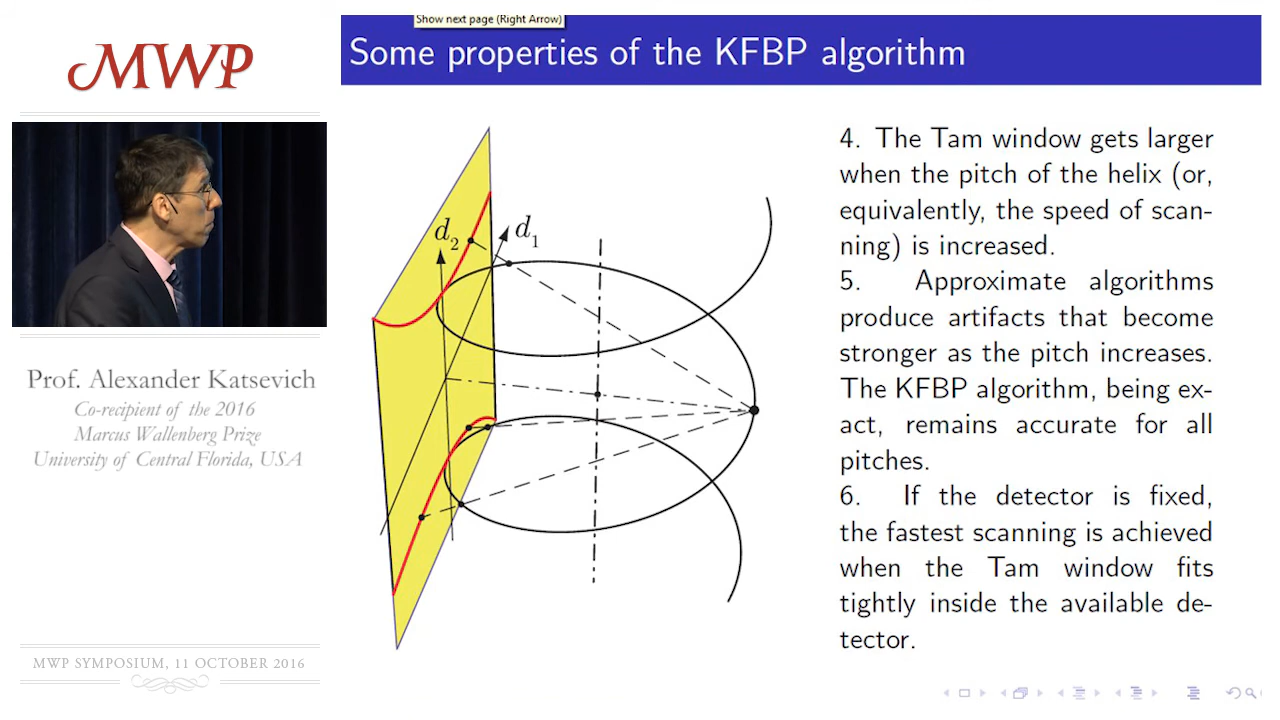 Show next page (Right Arrow)
MWP
Some properties of the KFBP algorithm
d2
d1
4. The Tam window gets larger
when the pitch of the helix (or,
equivalently, the speed of scan-
ning) is increased.
5. Approximate algorithms
produce artifacts that become
stronger as the pitch increases.
The KFBP algorithm, being ex-
act, remains accurate for all
pitches.
6. If the detector is fixed,
the fastest scanning is achieved
when the Tam window fits
tightly inside the available de-
tector.
Prof. Alexander Katsevich
Co-recipient of the 2016
Marcus Wallenberg Prize
University of Central Florida, USA
MWP SYMPOSIUM, 11 OCTOBER 2016